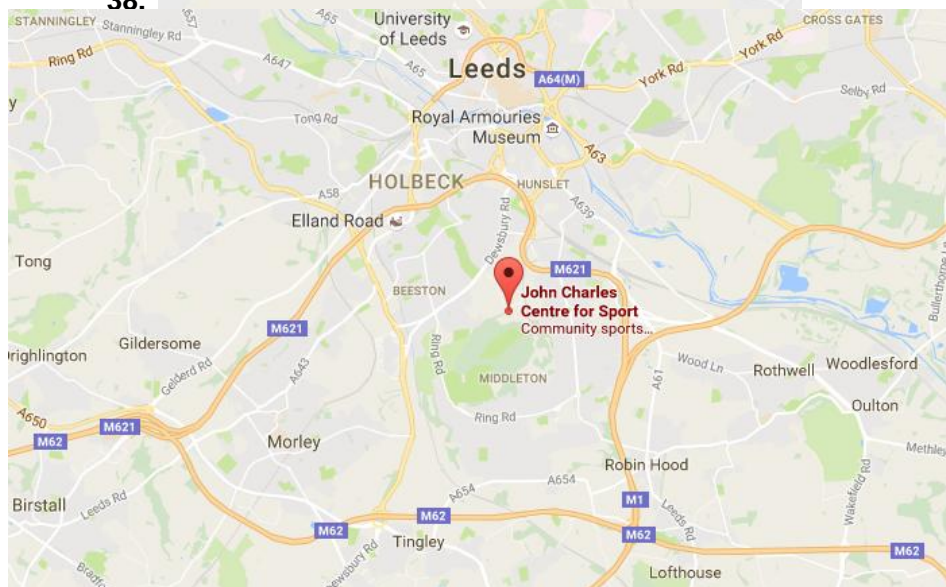 38.
STANNINGLEY
A657
Stanningley Rd
A65
University
of Leeds
CROSS GATES
Ring Rd
A647
A65
Leeds
A64(M)
York Rd
York Rd
Selby Rd
Tong Rd
Royal Armouries
Museum
A63
A58
HOLBECK
HUNSLET
A639
Elland Road
Dewsbury Rd
Tong
BEESTON
M621
John Charles
Centre for Sport
Community sports...
Bullerthorpe Ln
M621
Gildersome
Gelderd Rd
Ring Rd
A643
MIDDLETON
A61
Wood Ln
Rothwell
Woodlesford
Oulton
A650
M621
M62
Morley
Ring Rd
Robin Hood
Methley
Birstall
Leeds Rd
A654
A654
M1
Leeds Rd
Wakefield Rd
M62
M62
M62
M62
Tingley
Lofthouse